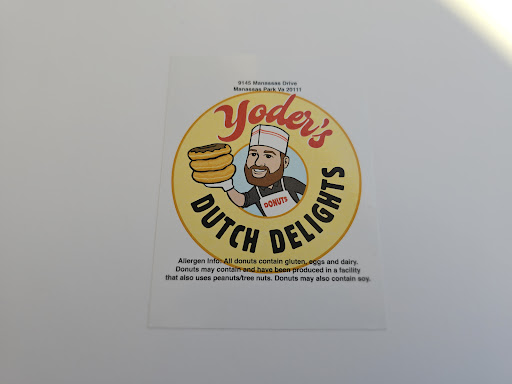 9145 Manassas Drive
Manassas Park Va 20111
Yoder's
DONUTS
DUTCH DELIGHTS
Allergen Info: All donuts contain gluten, eggs and dairy.
Donuts may contain and have been produced in a facility
that also uses peanuts/tree nuts. Donuts may also contain soy.